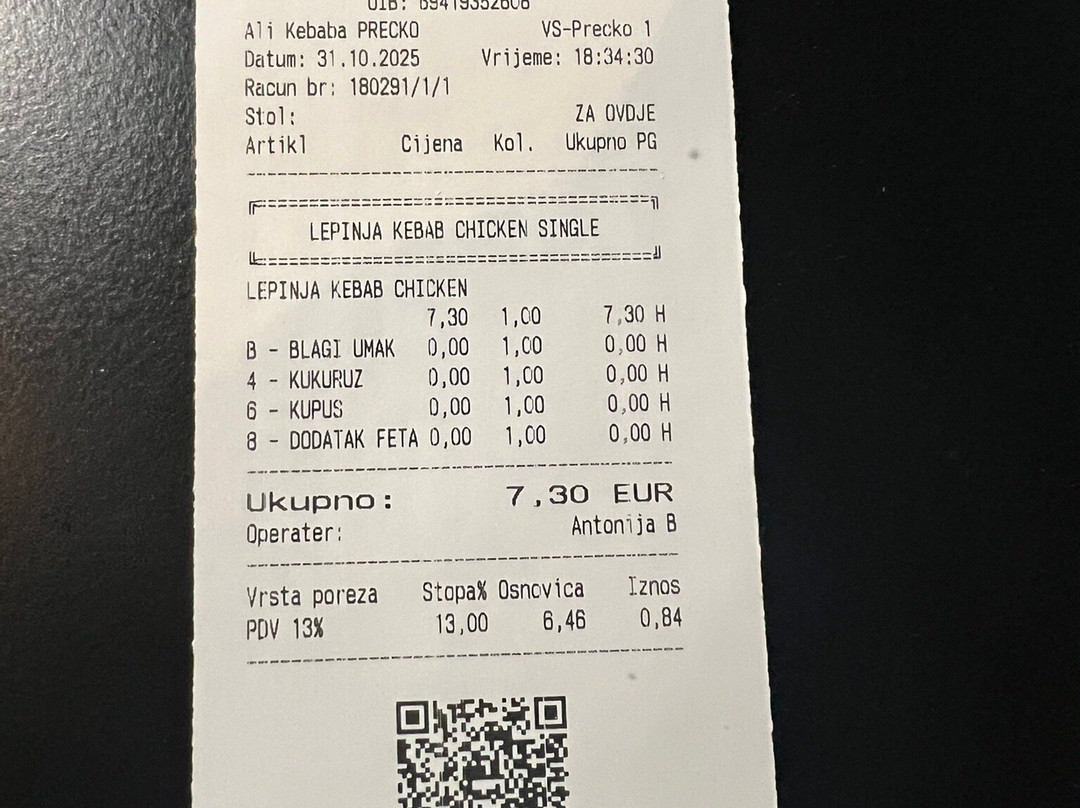 OIB: 69419352606
Ali Kebaba PRECKO VS-Precko 1
Datum: 31.10.2025 Vrijeme: 18:34:30
Racun br: 180291/1/1
Stol: ZA OVDJE
Artikl Cijena Kol. Ukupno PG
LEPINJA KEBAB CHICKEN SINGLE
LEPINJA KEBAB CHICKEN
7,30 1,00 7,30 H
B - BLAGI UMAK 0,00 1,00 0,00 H
4 - KUKURUZ 0,00 1,00 0,00 H
6 - KUPUS 0,00 1,00 0,00 H
8 - DODATAK FETA 0,00 1,00 0,00 H
Ukupno: 7,30 EUR
Operater: Antonija B
Vrsta poreza Stopa% Osnovica Iznos
PDV 13% 13,00 6,46 0,84